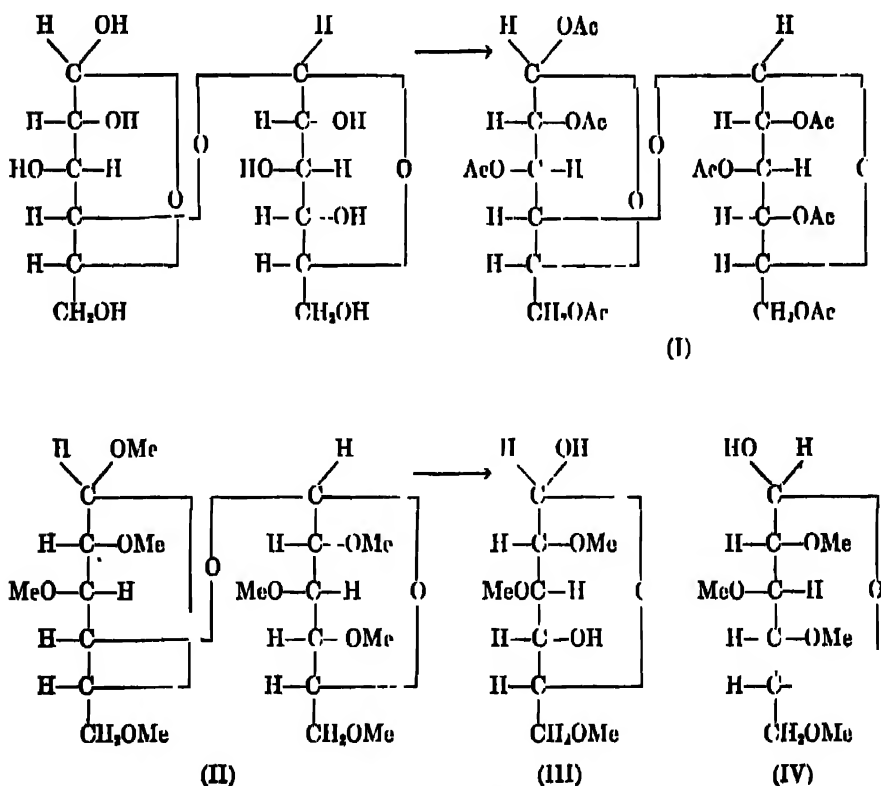 H OH H H OAc H
C C C C
H—C—OH H—C—OH H—C—OAc H—C—OAc
O O
HO—C—H HO—C—H O AcO—C—H AcO—C—H
O O
H—C H—C—OH H—C H—C—OAc
H—C H—C H—C H—C
CH₂OH CH₂OH CH₂OAc CH₂OAc
(I)
H OMe H H OH HO H
C C C C
H—C—OMe H—C—OMe H—C—OMe H—C—OMe
O
MeO—C—H MeO—C—H O MeO—C—H MeO—C—H O
H—C H—C—OMe H—C—OH H—C—OMe
H—C H—C H—C H—C
CH₂OMe CH₂OMe CH₂OMe CH₂OMe
(II) (III) (IV)